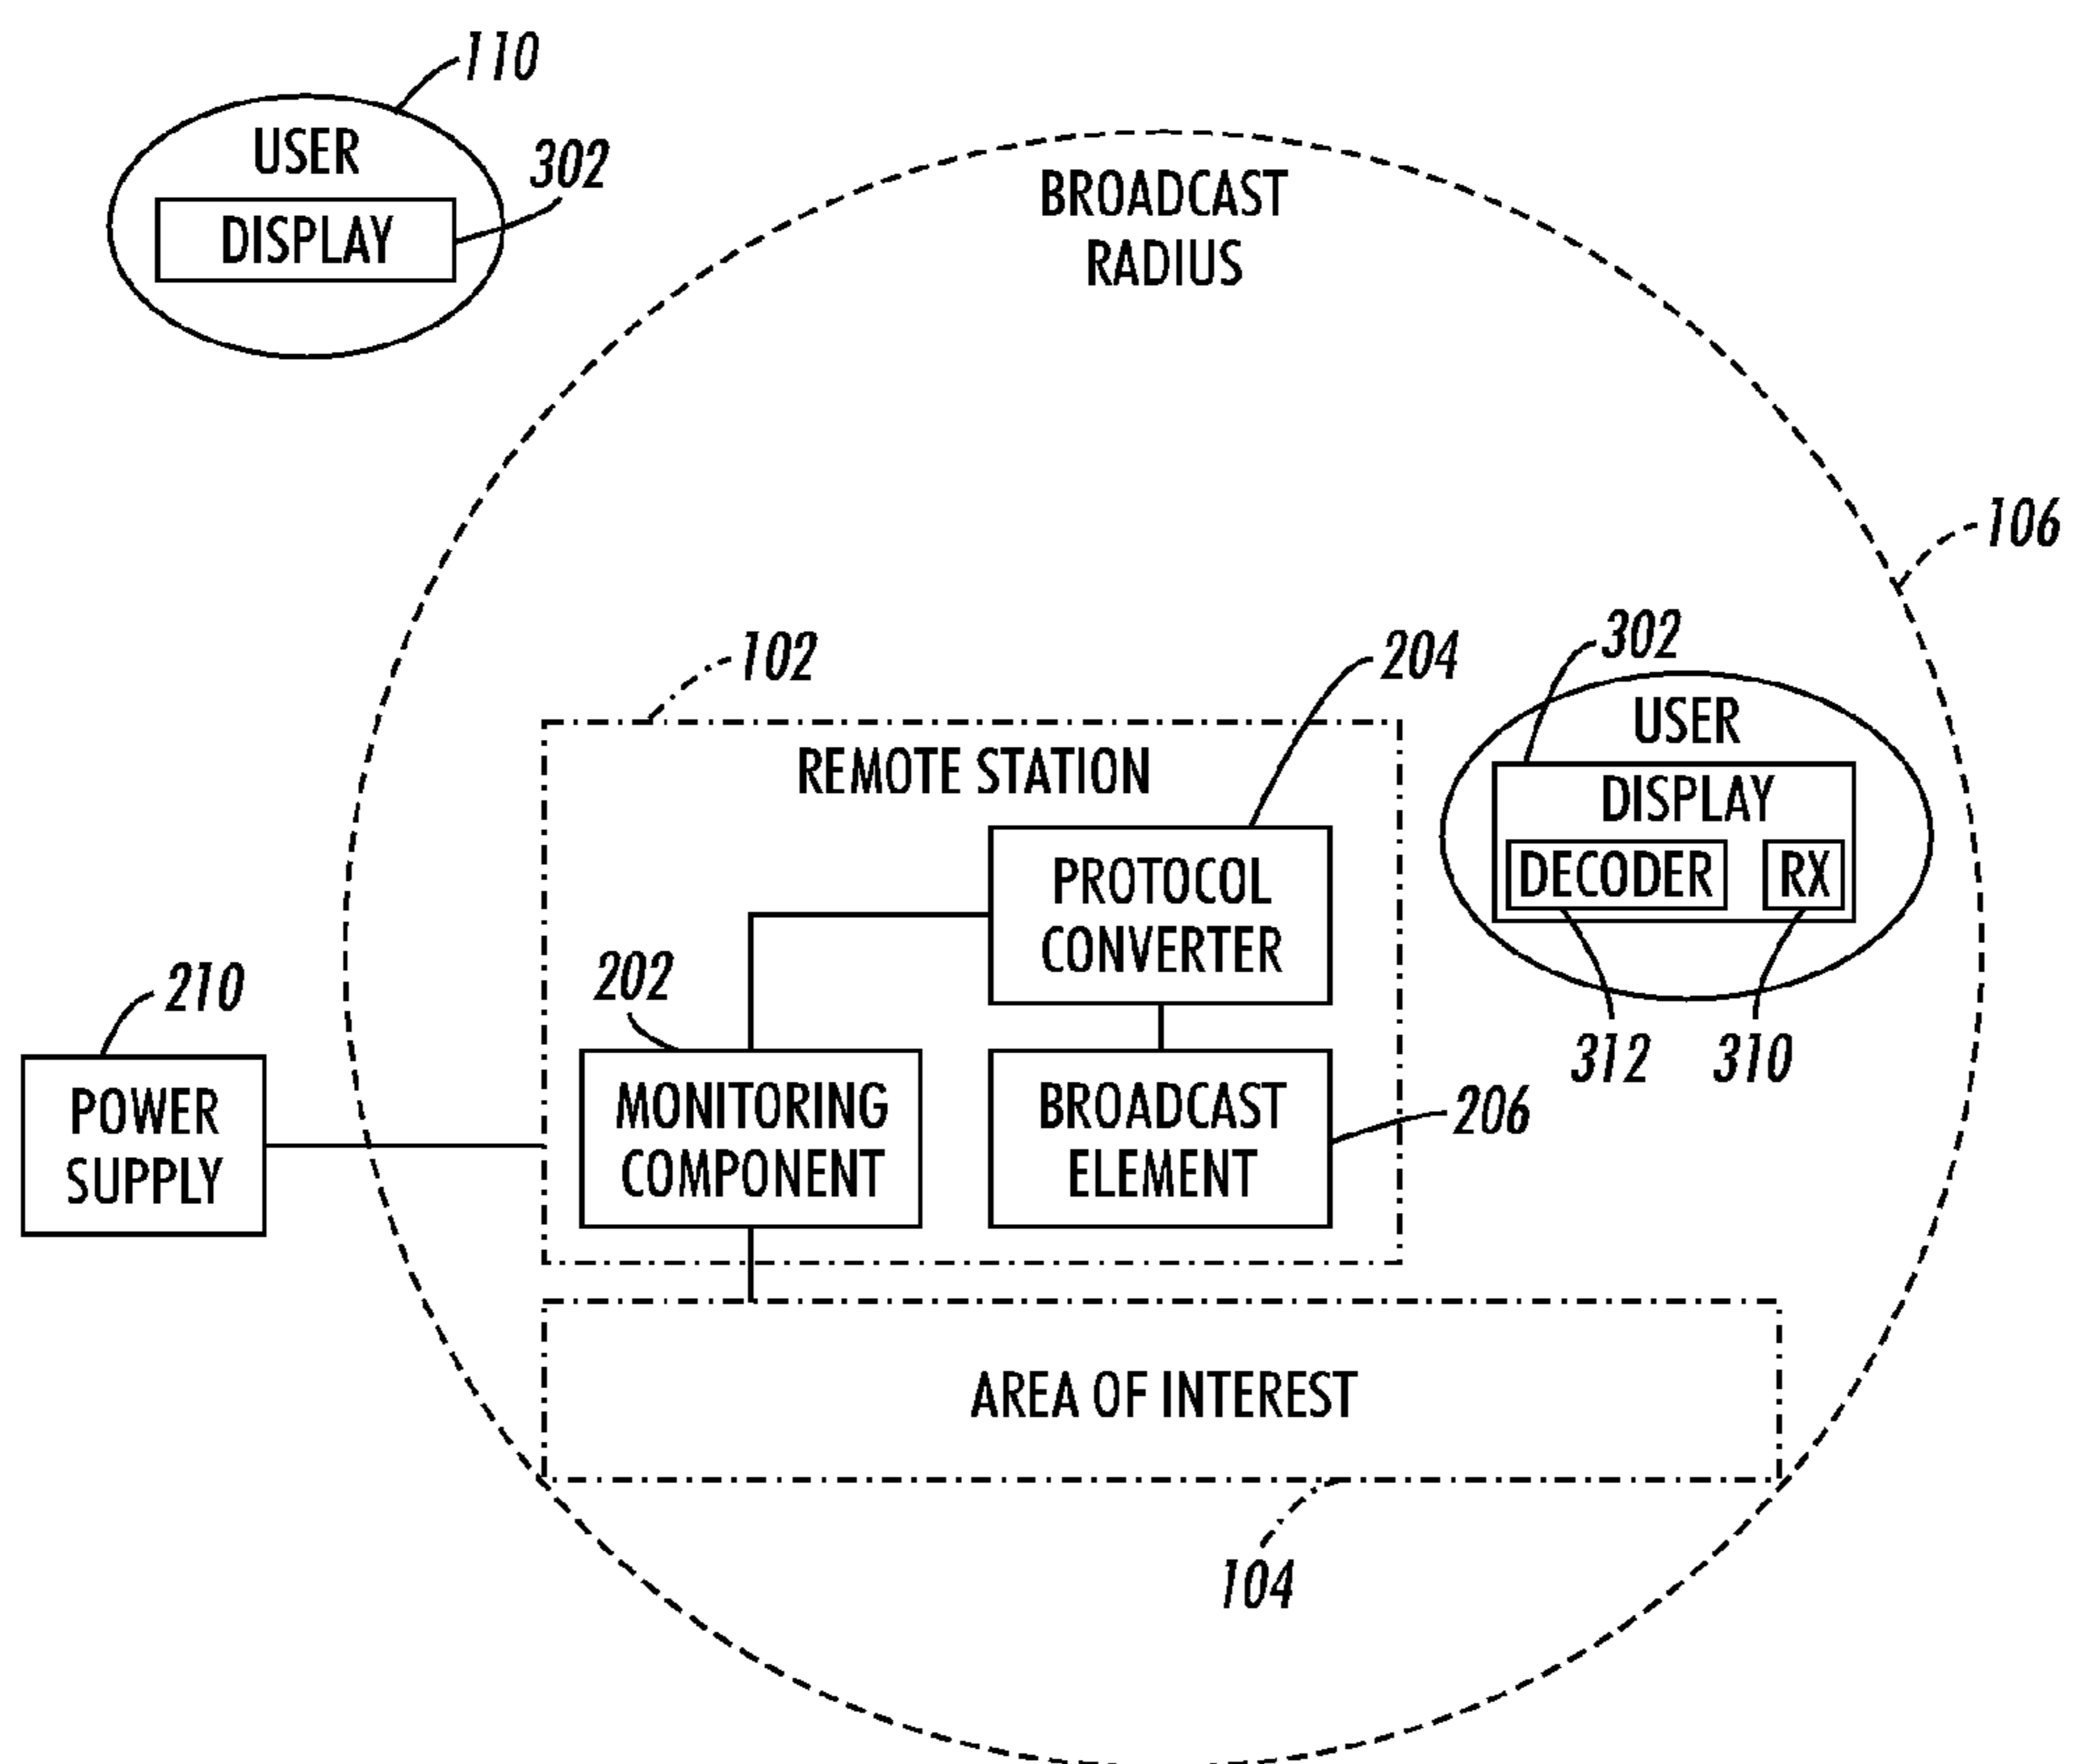 110
USER
302
DISPLAY
BROADCAST
RADIUS
106
102
204
302
REMOTE STATION
USER
DISPLAY
DECODER
RX
PROTOCOL
CONVERTER
202
210
312
310
POWER
SUPPLY
MONITORING
COMPONENT
BROADCAST
ELEMENT
206
AREA OF INTEREST
104